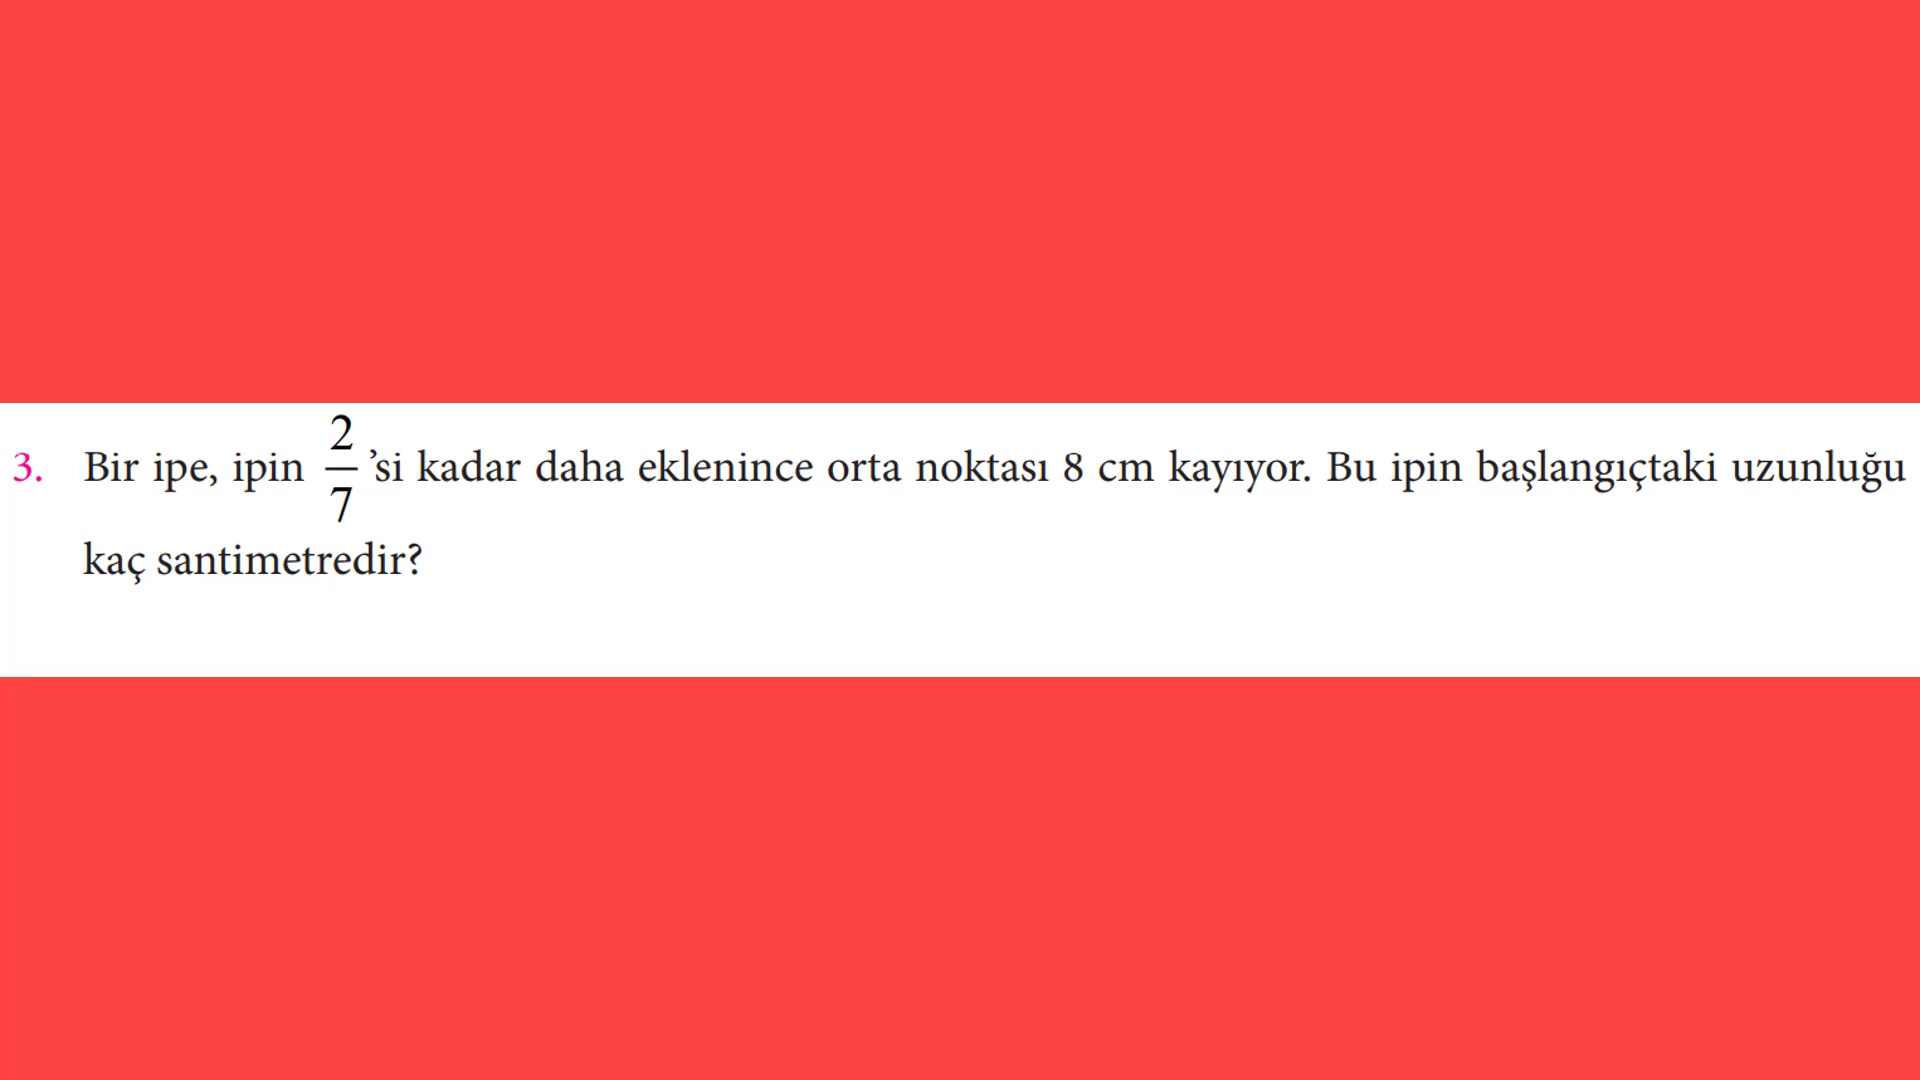 3. Bir ipe, ipin 2/7 ’si kadar daha eklenince orta noktası 8 cm kayıyor. Bu ipin başlangıçtaki uzunluğu
kaç santimetredir?